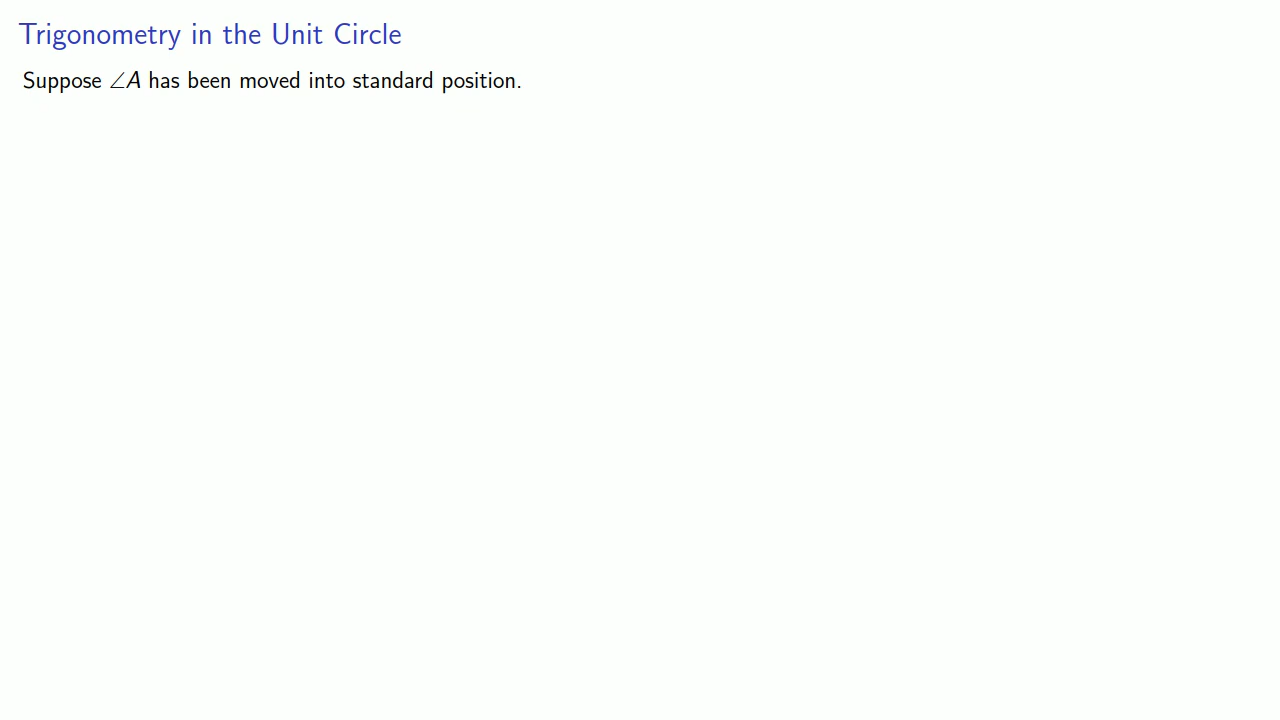 Trigonometry in the Unit Circle
Suppose ∠A has been moved into standard position.